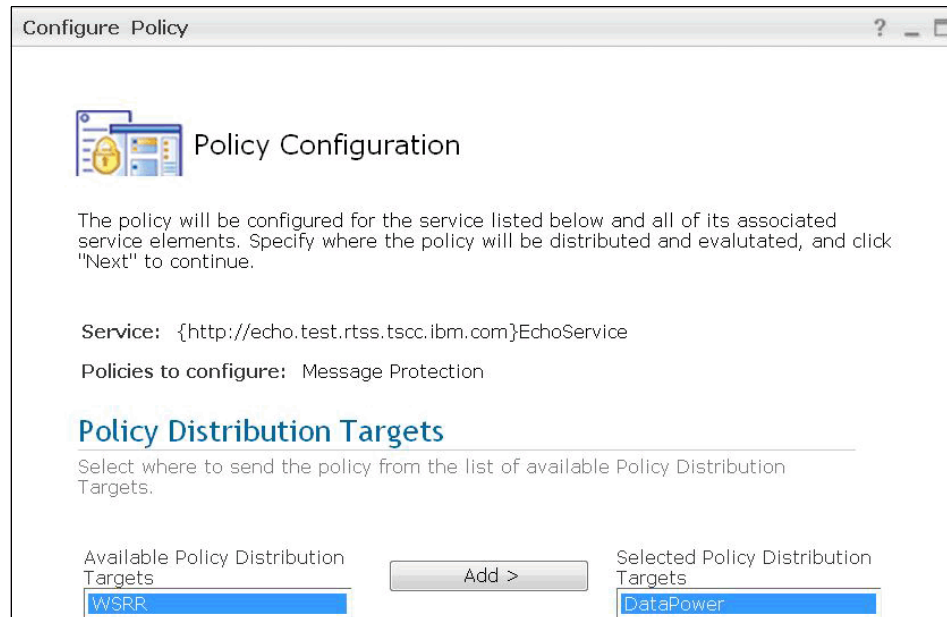 Configure Policy
?
Policy Configuration
The policy will be configured for the service listed below and all of its associated
service elements. Specify where the policy will be distributed and evalutated, and click
"Next" to continue.
Service: {http://echo.test.rtss.tscc.ibm.com}EchoService
Policies to configure: Message Protection
Policy Distribution Targets
Select where to send the policy from the list of available Policy Distribution
Targets.
Available Policy Distribution
Targets
WSRR
Add >
Selected Policy Distribution
Targets
DataPower